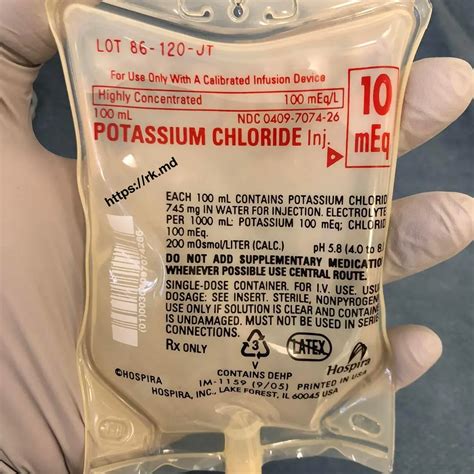 LOT 86-120-JT
For Use Only With A Calibrated Infusion Device
Highly Concentrated 100 mEq/L
100 mL NDC 0409-7074-26
POTASSIUM CHLORIDE Inj.
10
mEq
https://rk.md
EACH 100 mL CONTAINS POTASSIUM CHLORID
745 mg IN WATER FOR INJECTION. ELECTROLYTE
PER 1000 mL: POTASSIUM 100 mEq; CHLORID
100 mEq.
200 mOsmol/LITER (CALC.) pH 5.8 (4.0 to 8.
DO NOT ADD SUPPLEMENTARY MEDICATIO
WHENEVER POSSIBLE USE CENTRAL ROUTE.
SINGLE-DOSE CONTAINER. FOR I.V. USE. USU
DOSAGE: SEE INSERT. STERILE, NONPYROGEN
USE ONLY IF SOLUTION IS CLEAR AND CONTAINE
IS UNDAMAGED. MUST NOT BE USED IN SERIE
CONNECTIONS.
Rx ONLY
3
V
LATEX
Hospira
CONTAINS DEHP
©HOSPIRA IM-1159 (9/05) PRINTED IN USA
HOSPIRA, INC., LAKE FOREST, IL 60045 USA